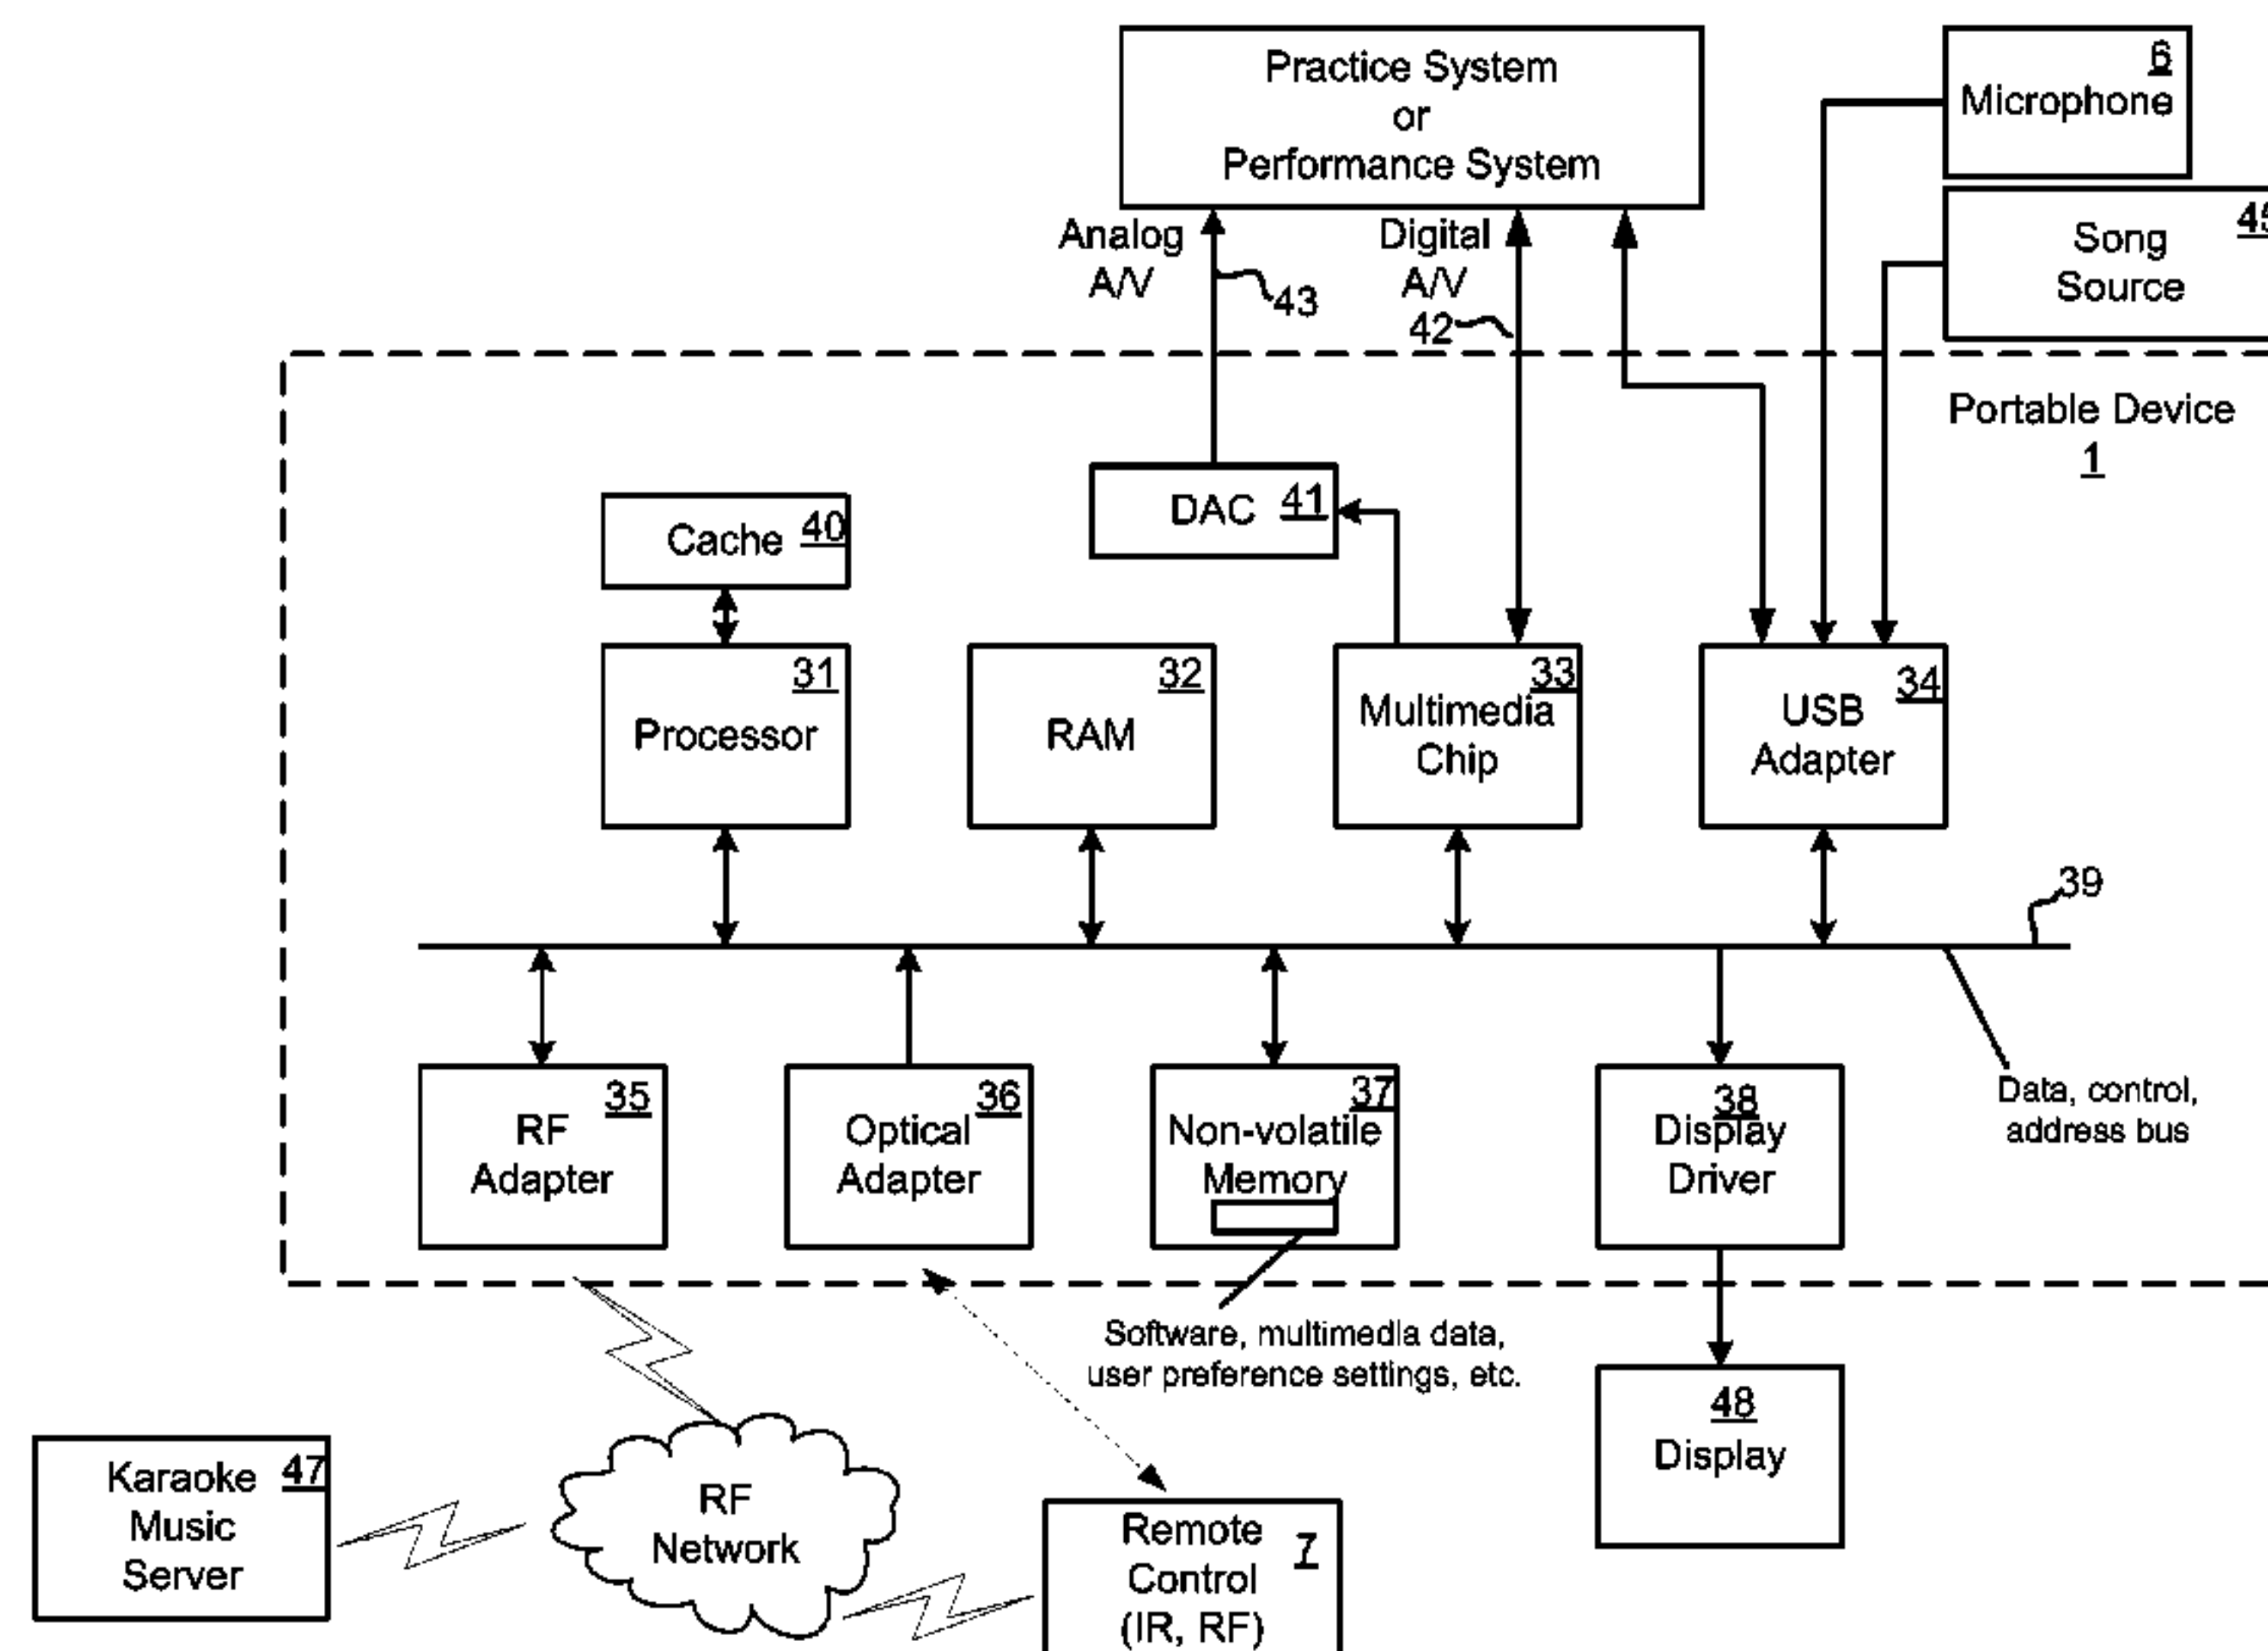 Practice System
or
Performance System
6
Microphone
45
Song
Source
Analog
A/V
43
Digital
A/V
42
Portable Device
1
DAC 41
Cache 40
31
Processor
32
RAM
33
Multimedia
Chip
34
USB
Adapter
39
35
RF
Adapter
36
Optical
Adapter
37
Non-volatile
Memory
38
Display
Driver
Data, control,
address bus
Software, multimedia data,
user preference settings, etc.
48
Display
Karaoke 47
Music
Server
RF
Network
Remote
Control 7
(IR, RF)